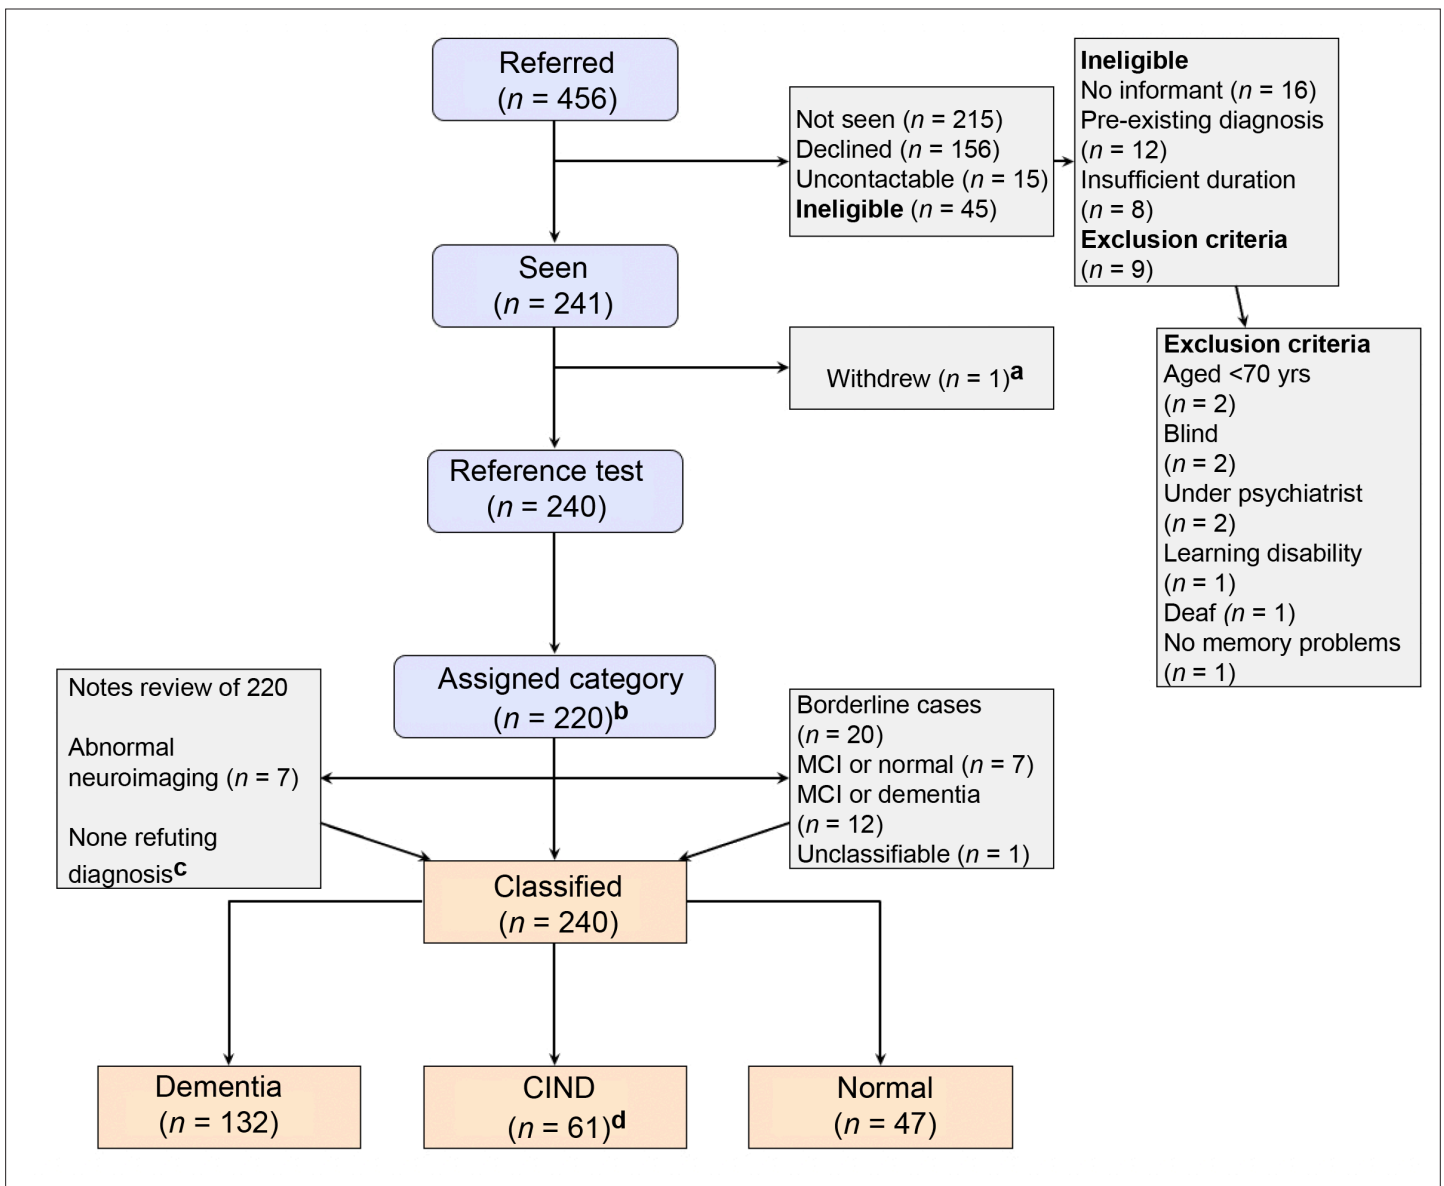 Referred
(n = 456)
Not seen (n = 215)
Declined (n = 156)
Uncontactable (n = 15)
Ineligible (n = 45)
Ineligible
No informant (n = 16)
Pre-existing diagnosis
(n = 12)
Insufficient duration
(n = 8)
Exclusion criteria
(n = 9)
Seen
(n = 241)
Withdrew (n = 1)a
Exclusion criteria
Aged <70 yrs
(n = 2)
Blind
(n = 2)
Under psychiatrist
(n = 2)
Learning disability
(n = 1)
Deaf (n = 1)
No memory problems
(n = 1)
Reference test
(n = 240)
Assigned category
(n = 220)b
Notes review of 220
Abnormal
neuroimaging (n = 7)
None refuting
diagnosisc
Borderline cases
(n = 20)
MCI or normal (n = 7)
MCI or dementia
(n = 12)
Unclassifiable (n = 1)
Classified
(n = 240)
Dementia
(n = 132)
CIND
(n = 61)d
Normal
(n = 47)